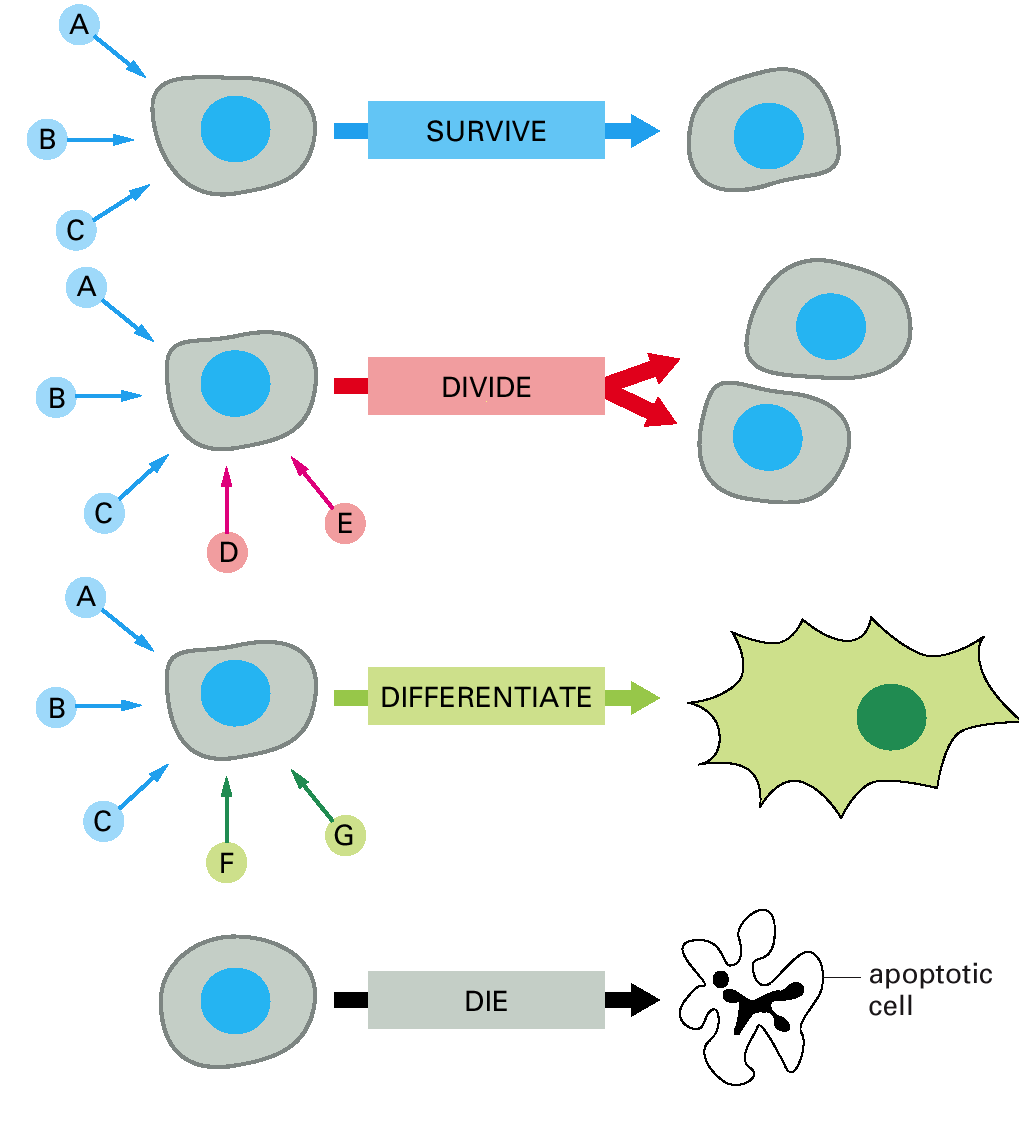 A
B
SURVIVE
C
A
B
DIVIDE
C
D
E
A
B
DIFFERENTIATE
C
F
G
DIE
apoptotic
cell